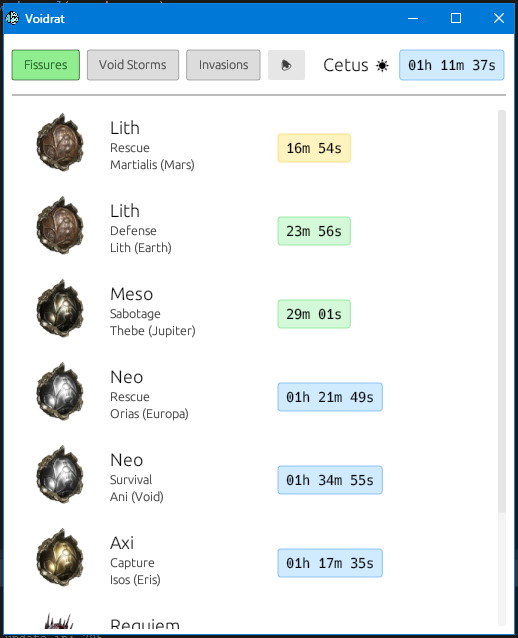 Voidrat
Fissures Void Storms Invasions Cetus 01h 11m 37s
Lith
Rescue
Martialis (Mars)
16m 54s
Lith
Defense
Lith (Earth)
23m 56s
Meso
Sabotage
Thebe (Jupiter)
29m 01s
Neo
Rescue
Orias (Europa)
01h 21m 49s
Neo
Survival
Ani (Void)
01h 34m 55s
Axi
Capture
Isos (Eris)
01h 17m 35s
Requiem